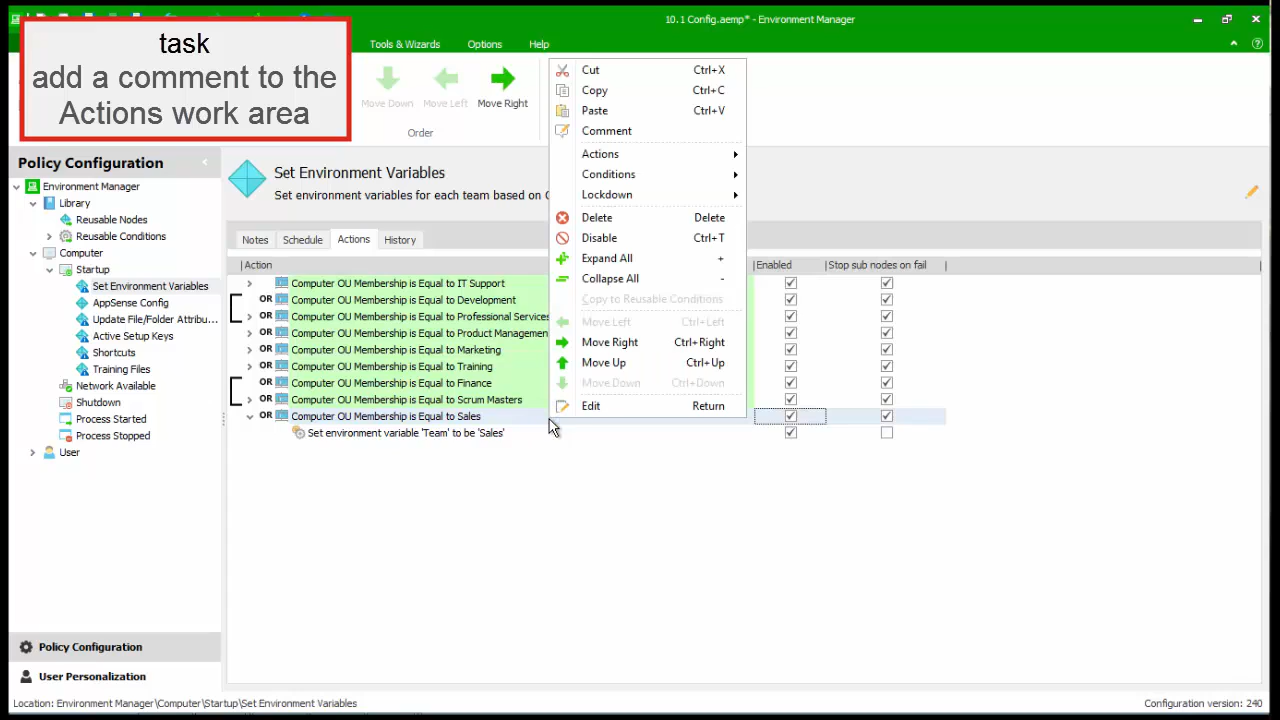 10.1 Config.aemp* - Environment Manager
task
add a comment to the
Actions work area
Tools & Wizards
Options
Help
Move Down
Move Left
Move Right
Order
Policy Configuration
Environment Manager
Library
Reusable Nodes
Reusable Conditions
Computer
Startup
Set Environment Variables
AppSense Config
Update File/Folder Attribu...
Active Setup Keys
Shortcuts
Training Files
Network Available
Shutdown
Process Started
Process Stopped
User
Policy Configuration
User Personalization
Set Environment Variables
Set environment variables for each team based on
Notes
Schedule
Actions
History
Action
Enabled
Stop sub nodes on fail
Computer OU Membership is Equal to IT Support
OR Computer OU Membership is Equal to Development
OR Computer OU Membership is Equal to Professional Services
OR Computer OU Membership is Equal to Product Managemen
OR Computer OU Membership is Equal to Marketing
OR Computer OU Membership is Equal to Training
OR Computer OU Membership is Equal to Finance
OR Computer OU Membership is Equal to Scrum Masters
OR Computer OU Membership is Equal to Sales
Set environment variable 'Team' to be 'Sales'
Cut Ctrl+X
Copy Ctrl+C
Paste Ctrl+V
Comment
Actions
Conditions
Lockdown
Delete Delete
Disable Ctrl+T
Expand All +
Collapse All -
Copy to Reusable Conditions
Move Left Ctrl+Left
Move Right Ctrl+Right
Move Up Ctrl+Up
Move Down Ctrl+Down
Edit Return
Location: Environment Manager\Computer\Startup\Set Environment Variables
Configuration version: 240